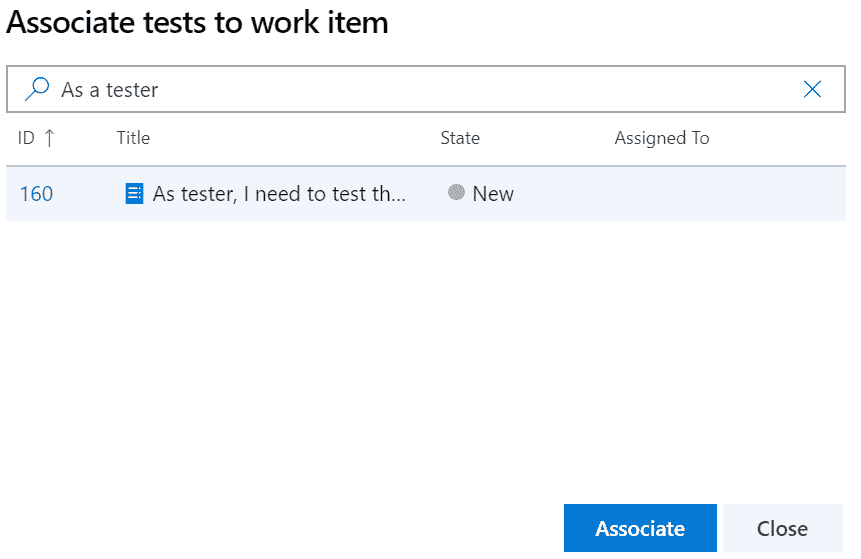 Associate tests to work item
As a tester
ID ↑ Title State Assigned To
160 As tester, I need to test th... New
Associate Close